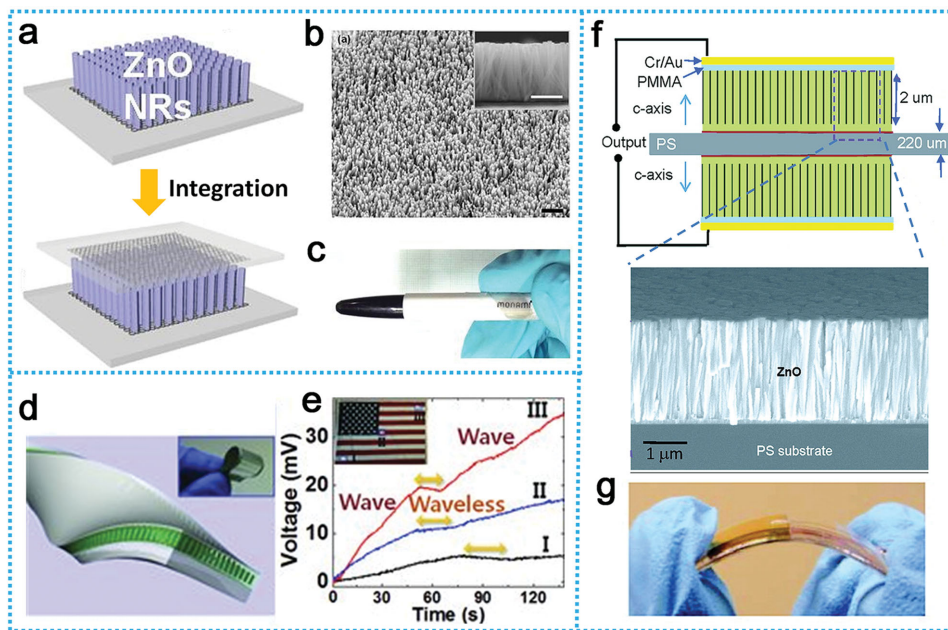 a
ZnO
NRs
Integration
b
(a)
c
monami
d
e
Voltage (mV)
30
20
10
0
III
Wave
Wave
Waveless
II
I
0
30
60
90
120
Time (s)
f
Cr/Au
PMMA
c-axis
2 um
Output
PS
220 um
c-axis
ZnO
1 µm
PS substrate
g